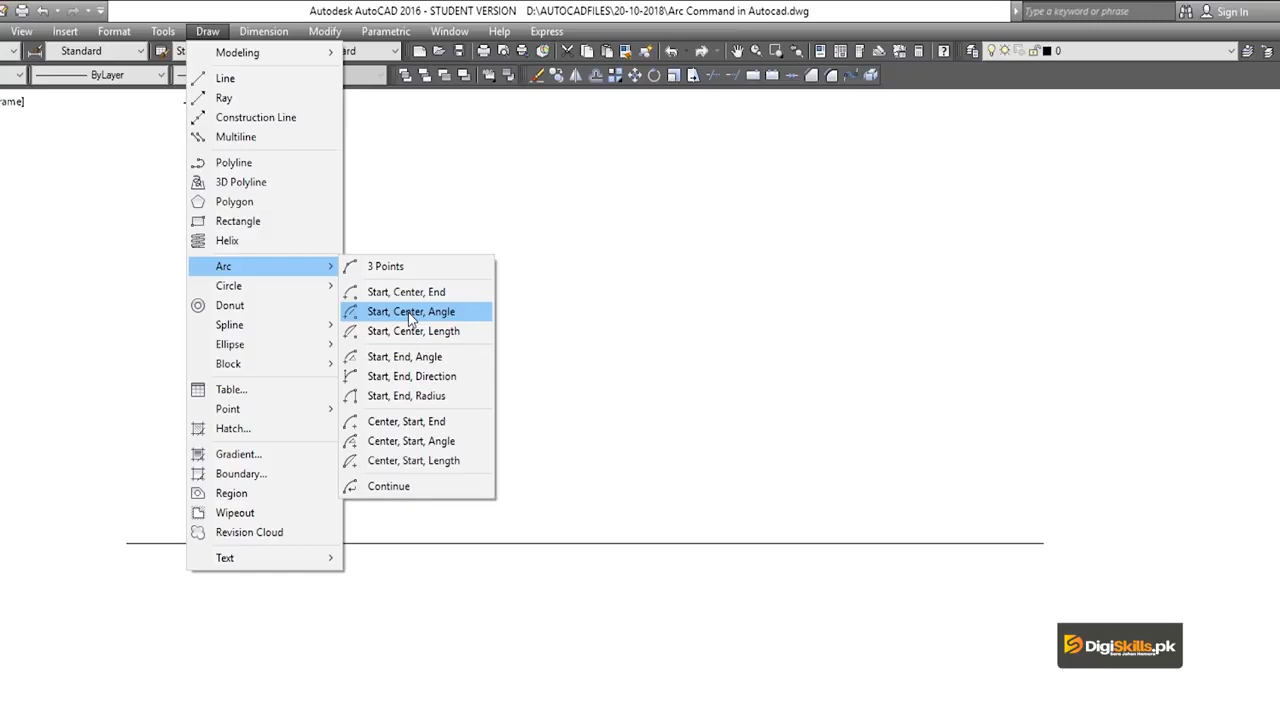 Autodesk AutoCAD 2016 - STUDENT VERSION D:\AUTOCADFILES\20-10-2018\Arc Command in Autocad.dwg
Type a keyword or phrase
Sign In
View Insert Format Tools Draw Dimension Modify Parametric Window Help Express
Standard
0
ByLayer
Modeling
Line
Ray
Construction Line
Multiline
Polyline
3D Polyline
Polygon
Rectangle
Helix
Arc
Circle
Donut
Spline
Ellipse
Block
Table...
Point
Hatch...
Gradient...
Boundary...
Region
Wipeout
Revision Cloud
Text
3 Points
Start, Center, End
Start, Center, Angle
Start, Center, Length
Start, End, Angle
Start, End, Direction
Start, End, Radius
Center, Start, End
Center, Start, Angle
Center, Start, Length
Continue
DigiSkills.pk